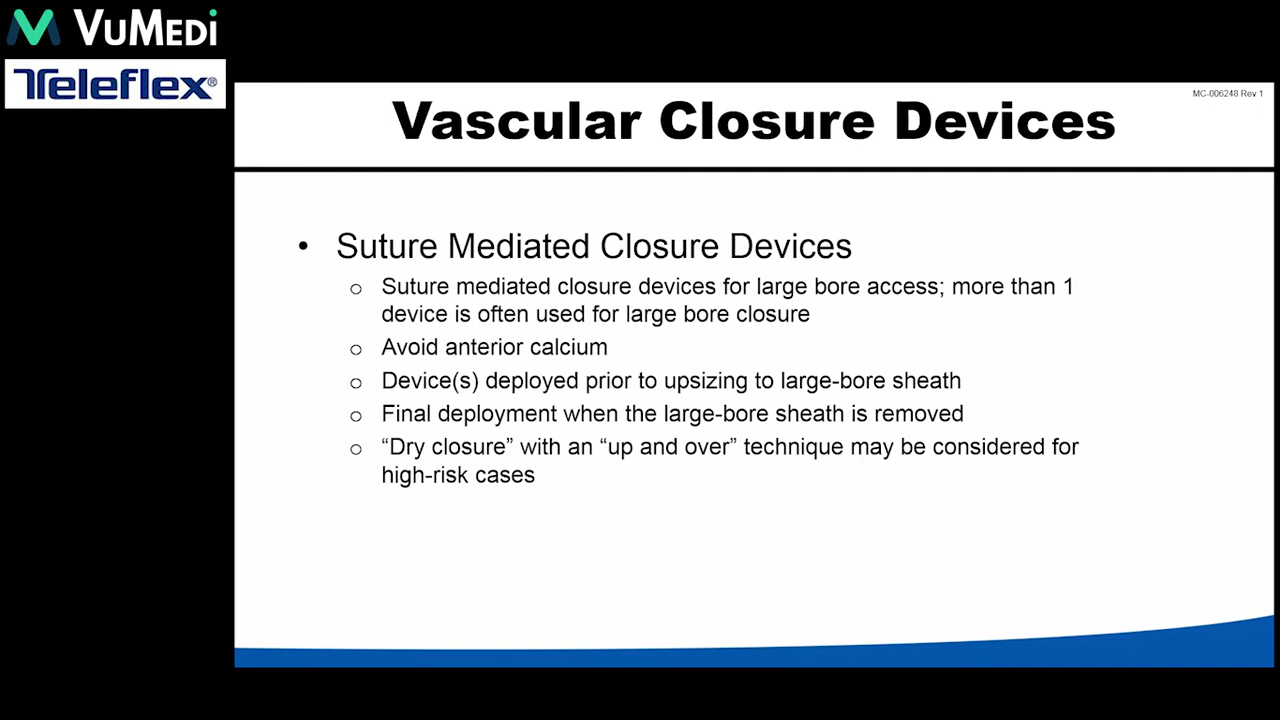 VuMedi
Teleflex®
MC-006248 Rev 1
Vascular Closure Devices
• Suture Mediated Closure Devices
o Suture mediated closure devices for large bore access; more than 1
device is often used for large bore closure
o Avoid anterior calcium
o Device(s) deployed prior to upsizing to large-bore sheath
o Final deployment when the large-bore sheath is removed
o “Dry closure” with an “up and over” technique may be considered for
high-risk cases